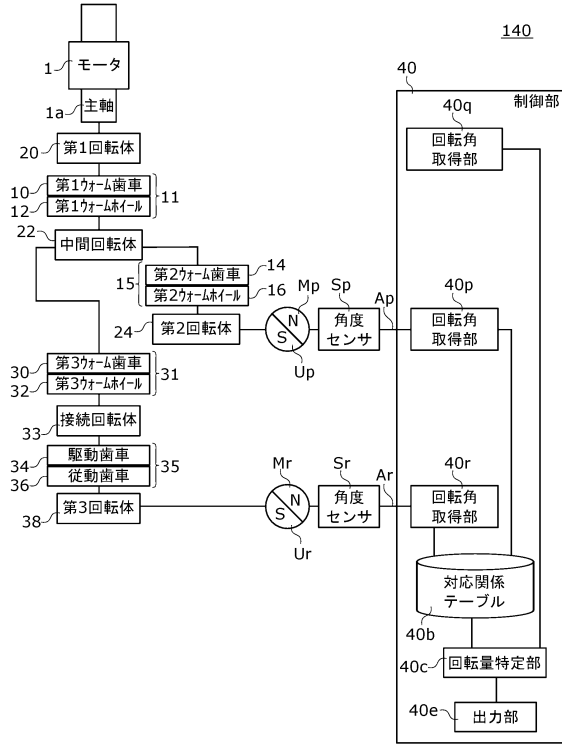 140
1
モータ
1a
主軸
20
第1回転体
10
第1ウォーム歯車
12
第1ウォームホイール
11
22
中間回転体
15
第2ウォーム歯車
14
第2ウォームホイール
16
24
第2回転体
Mp
N
S
Up
Sp
角度
センサ
Ap
30
第3ウォーム歯車
32
第3ウォームホイール
31
接続回転体
33
34
駆動歯車
36
従動歯車
35
第3回転体
38
Mr
N
S
Ur
Sr
角度
センサ
Ar
40
制御部
40q
回転角
取得部
40p
回転角
取得部
40r
回転角
取得部
対応関係
テーブル
40b
40c
回転量特定部
40e
出力部